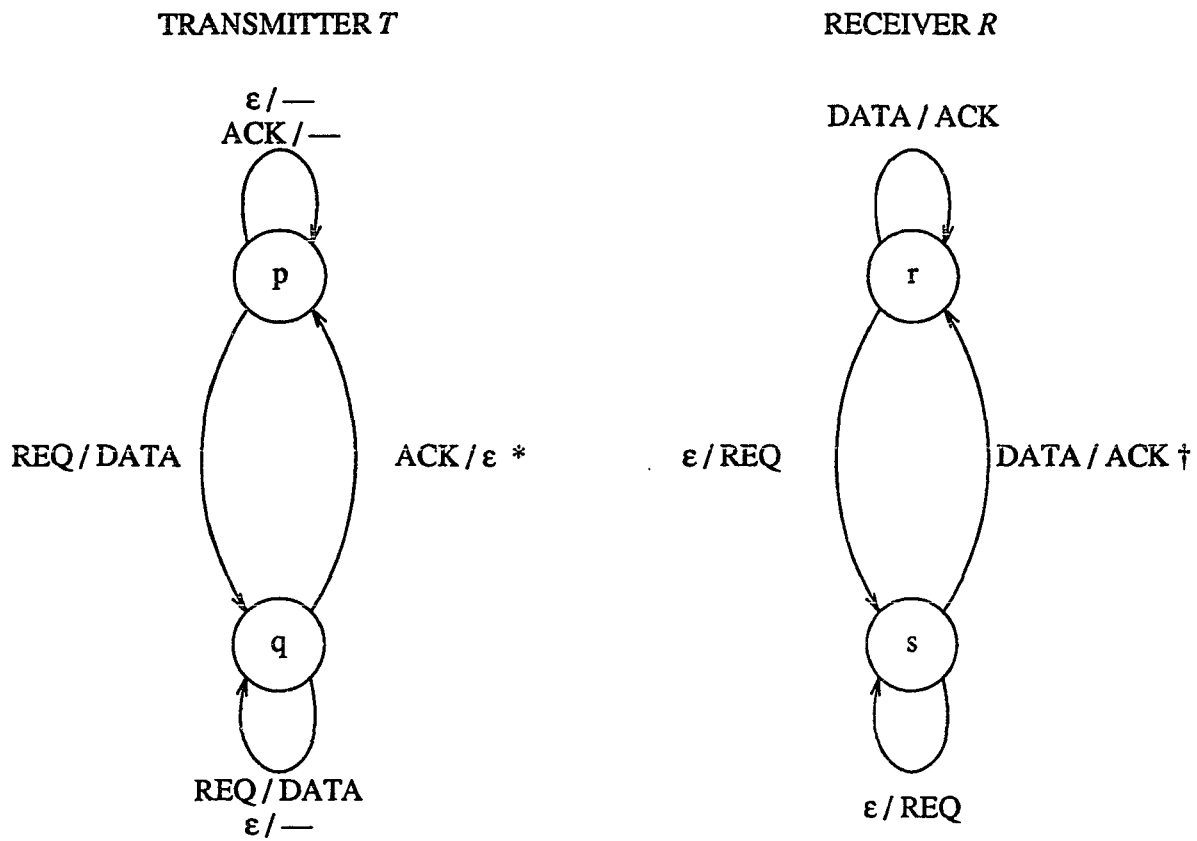 TRANSMITTER T
RECEIVER R
ε / —
ACK / —
DATA / ACK
p
r
REQ / DATA
ACK / ε *
ε / REQ
DATA / ACK †
q
s
REQ / DATA
ε / —
ε / REQ